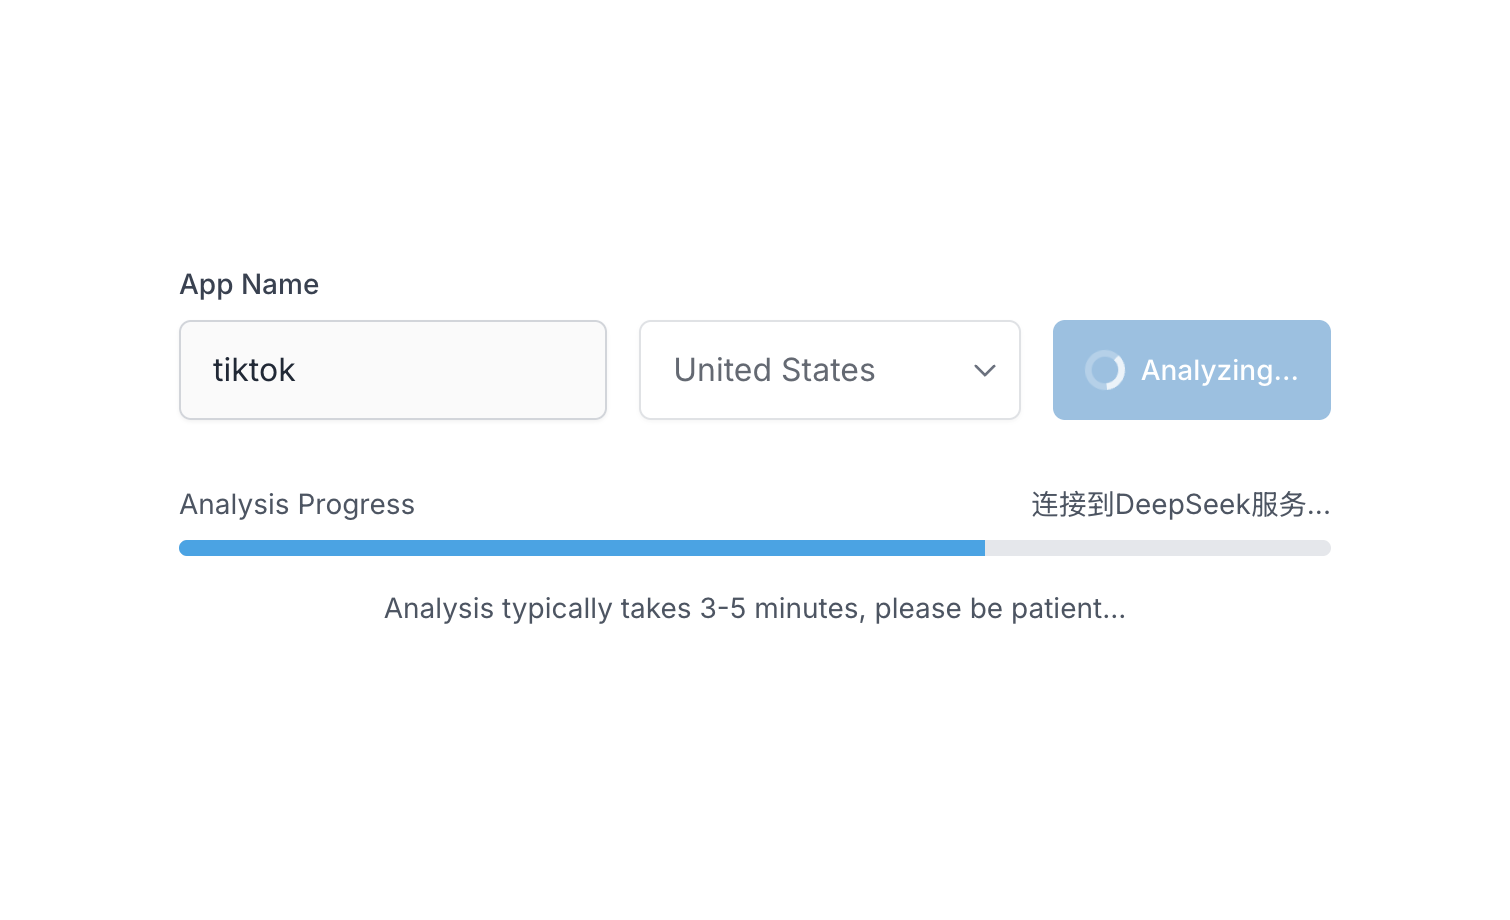 App Name
tiktok
United States
Analyzing...
Analysis Progress
连接到DeepSeek服务...
Analysis typically takes 3-5 minutes, please be patient...